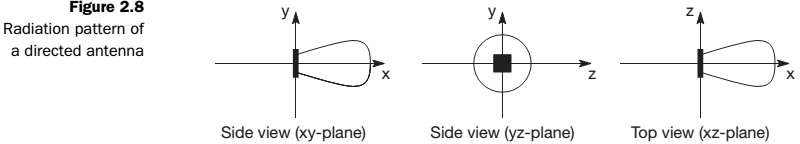 Figure 2.8
Radiation pattern of
a directed antenna
y
x
Side view (xy-plane)
y
z
Side view (yz-plane)
z
x
Top view (xz-plane)